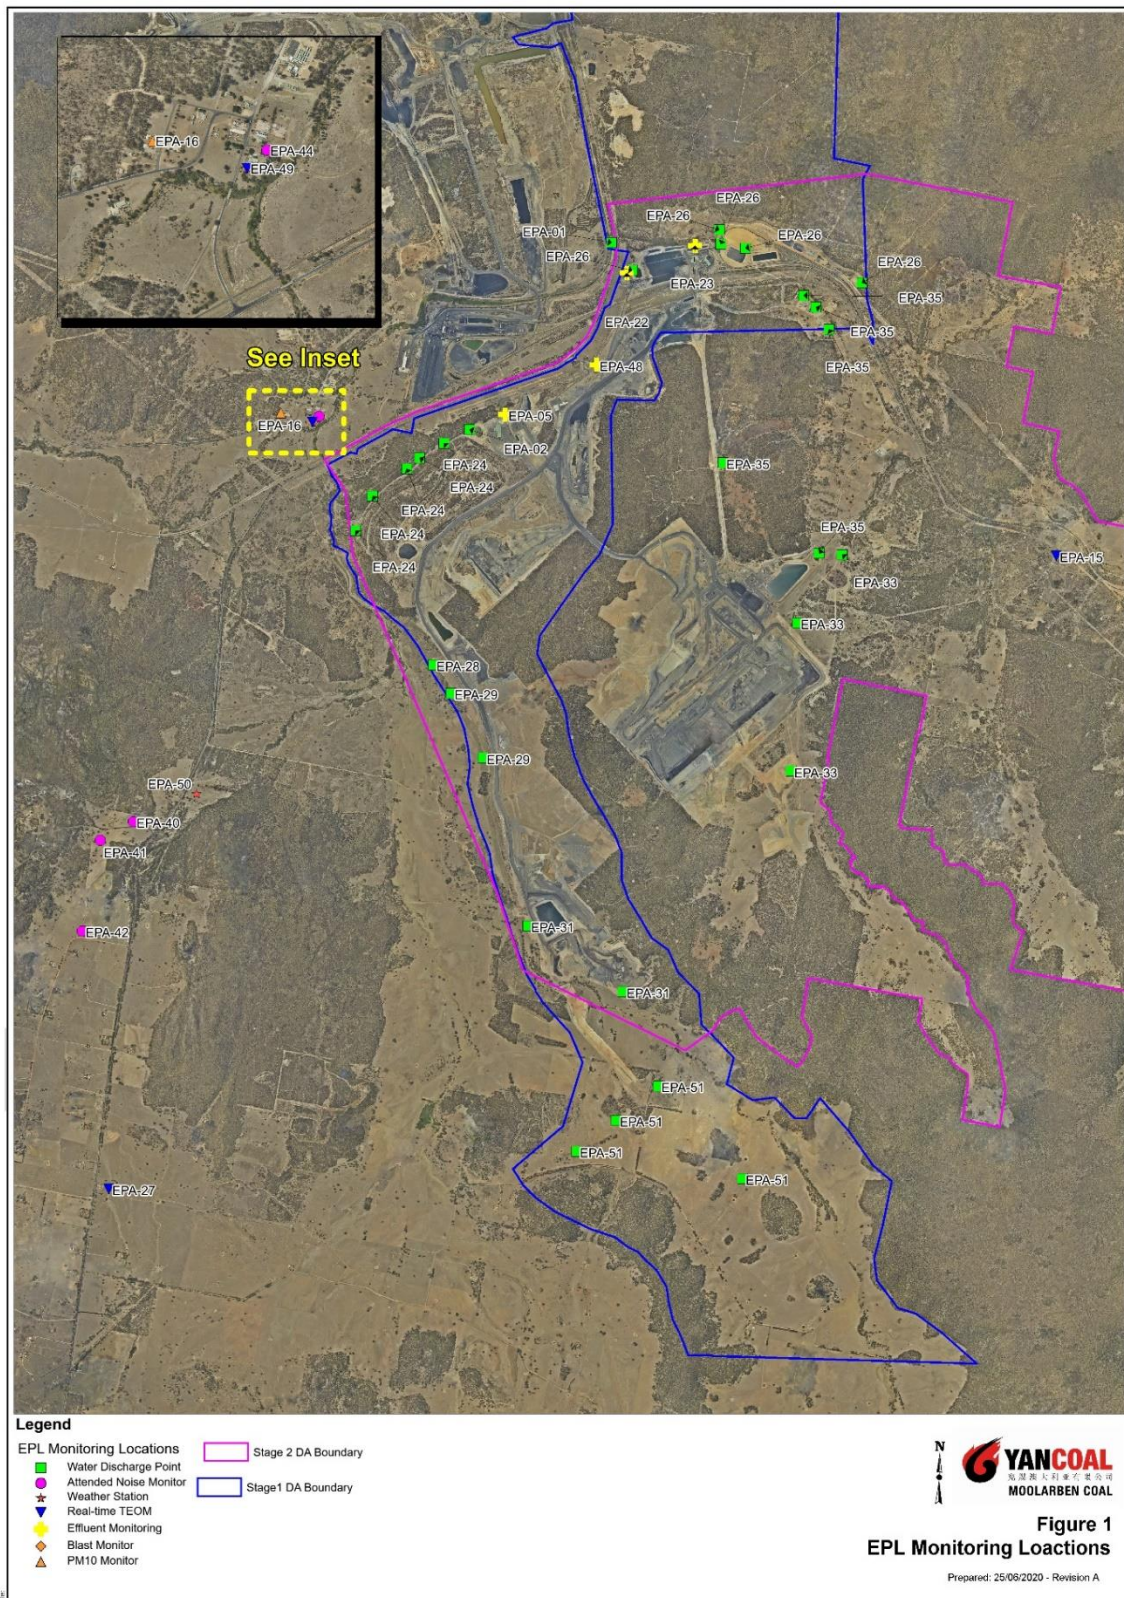 EPA-16
EPA-44
EPA-49
See Inset
EPA-16
EPA-01
EPA-26
EPA-26
EPA-26
EPA-26
EPA-26
EPA-23
EPA-22
EPA-35
EPA-35
EPA-35
EPA-48
EPA-05
EPA-02
EPA-24
EPA-24
EPA-24
EPA-24
EPA-24
EPA-35
EPA-35
EPA-33
EPA-15
EPA-33
EPA-28
EPA-29
EPA-29
EPA-33
EPA-50
EPA-40
EPA-41
EPA-42
EPA-31
EPA-31
EPA-51
EPA-51
EPA-51
EPA-51
EPA-27
Legend
EPL Monitoring Locations
Water Discharge Point
Attended Noise Monitor
Weather Station
Real-time TEOM
Effluent Monitoring
Blast Monitor
PM10 Monitor
Stage 2 DA Boundary
Stage1 DA Boundary
N
YANCOAL
MOOLARBEN COAL
Figure 1
EPL Monitoring Loactions
Prepared: 25/06/2020 - Revision A